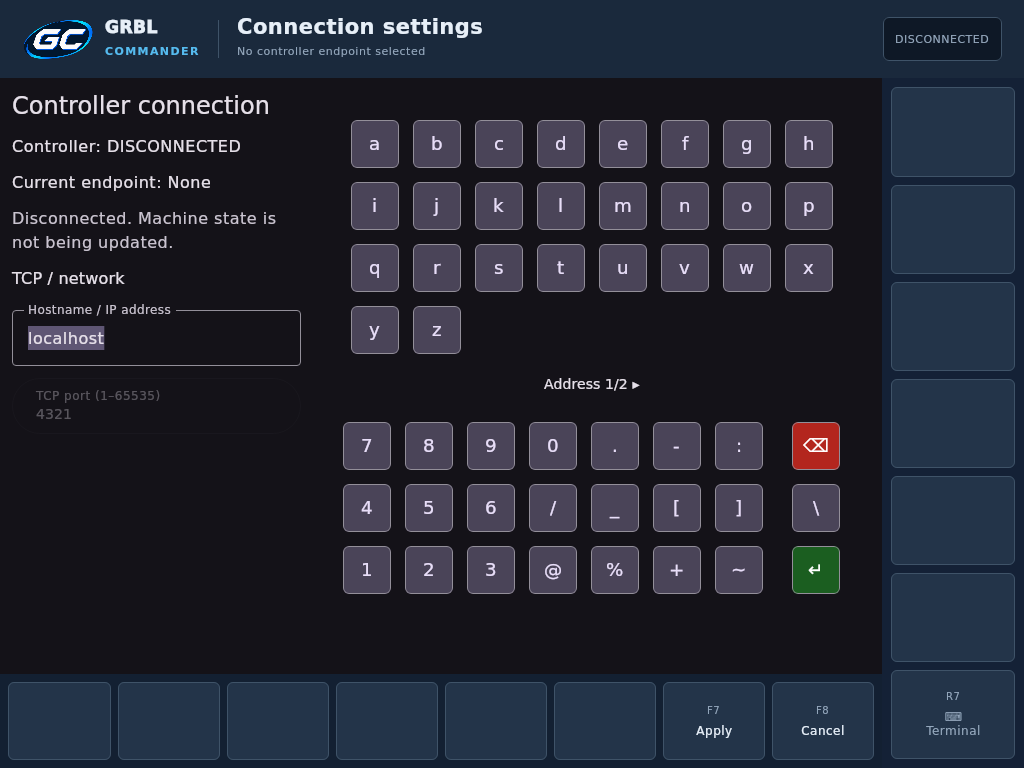 GC
GRBL
COMMANDER
Connection settings
No controller endpoint selected
DISCONNECTED
Controller connection
Controller: DISCONNECTED
Current endpoint: None
Disconnected. Machine state is
not being updated.
TCP / network
Hostname / IP address
localhost
TCP port (1–65535)
4321
a b c d e f g h
i j k l m n o p
q r s t u v w x
y z
Address 1/2 ▸
7 8 9 0 . - : ⌫
4 5 6 / _ [ ] \
1 2 3 @ % + ~ ↵
F7
Apply
F8
Cancel
R7
⌨
Terminal